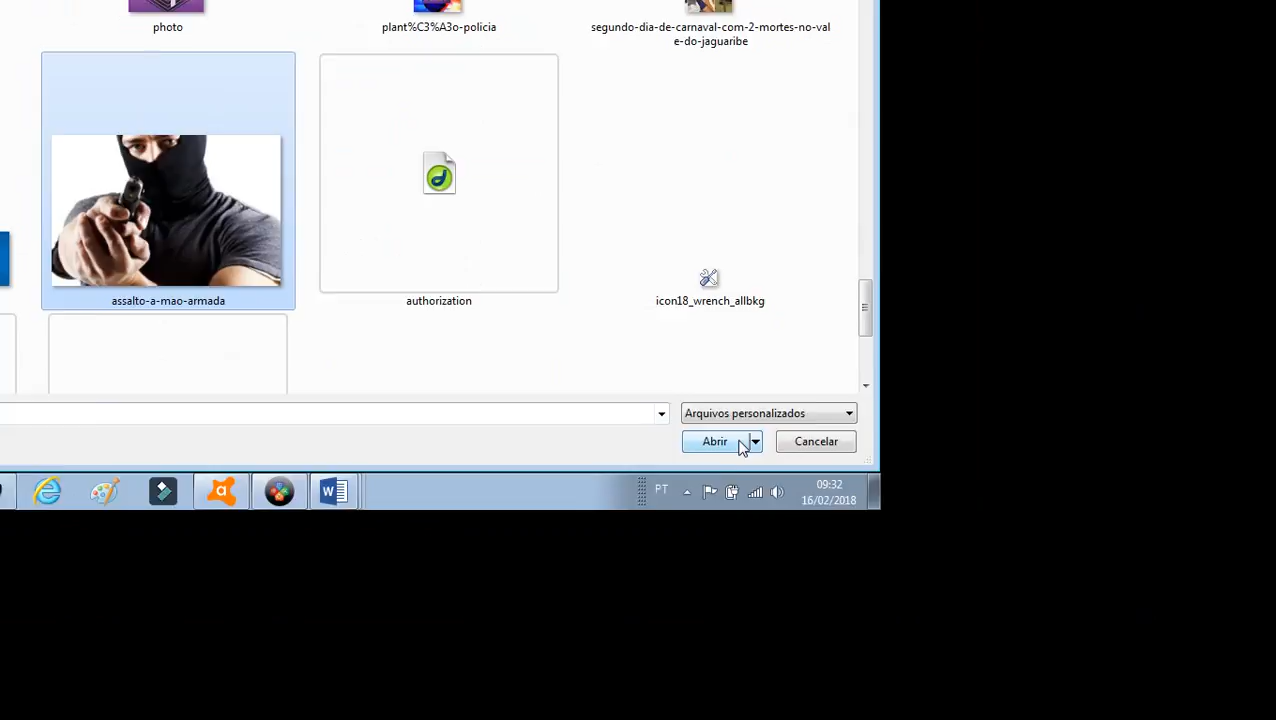 photo
plant%C3%A3o-policia
segundo-dia-de-carnaval-com-2-mortes-no-val
e-do-jaguaribe
assalto-a-mao-armada
authorization
icon18_wrench_allbkg
Arquivos personalizados
Abrir
Cancelar
PT
09:32
16/02/2018